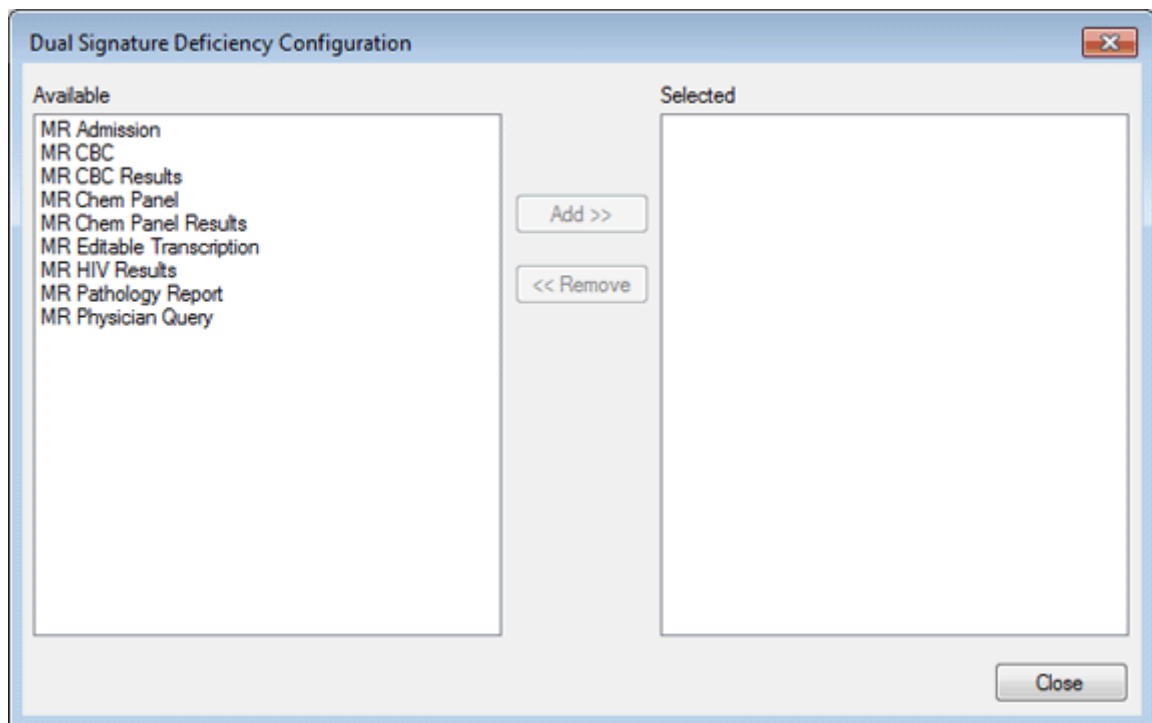 Dual Signature Deficiency Configuration
Available
Selected
MR Admission
MR CBC
MR CBC Results
MR Chem Panel
MR Chem Panel Results
MR Editable Transcription
MR HIV Results
MR Pathology Report
MR Physician Query
Add >>
<< Remove
Close